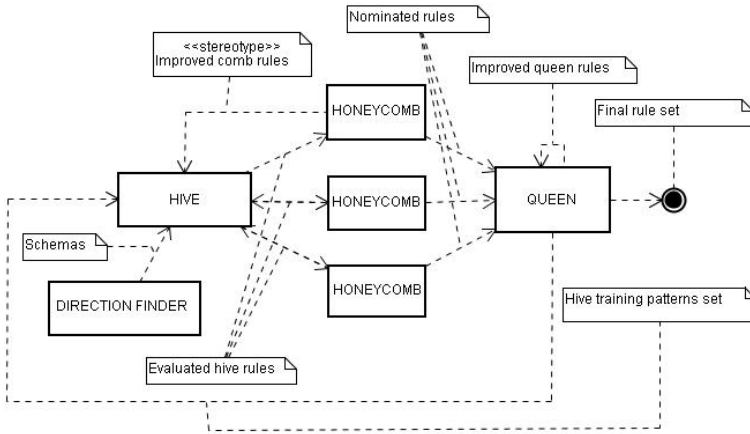 Nominated rules
<<stereotype>>
Improved comb rules
Improved queen rules
HONEYCOMB
Final rule set
HIVE
HONEYCOMB
QUEEN
Schemas
DIRECTION FINDER
HONEYCOMB
Hive training patterns set
Evaluated hive rules